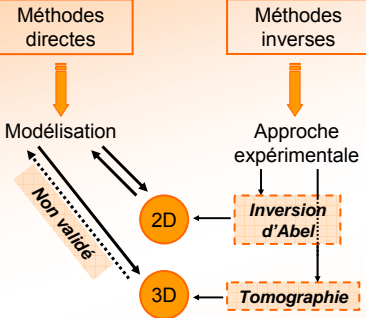 Méthodes
directes
Méthodes
inverses
Modélisation
Approche
expérimentale
Non validé
2D
Inversion
d'Abel
3D
Tomographie